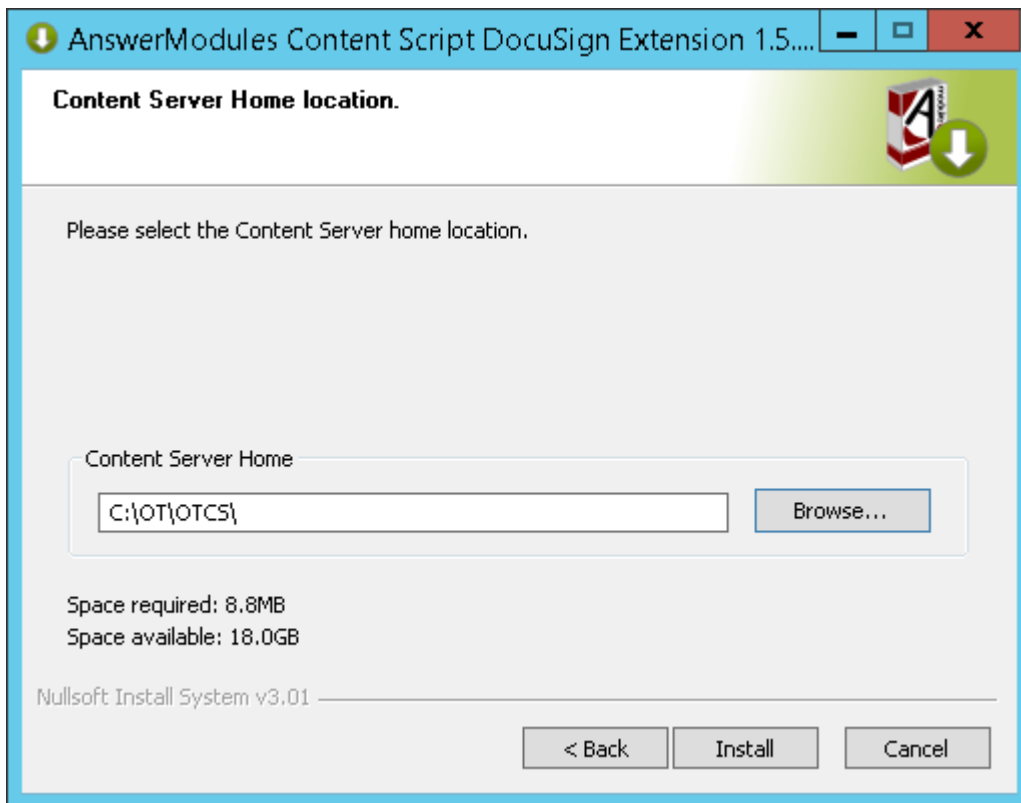 AnswerModules Content Script DocuSign Extension 1.5....
Content Server Home location.
Please select the Content Server home location.
Content Server Home
C:\OT\OTCS\
Browse...
Space required: 8.8MB
Space available: 18.0GB
Nullsoft Install System v3.01
< Back
Install
Cancel